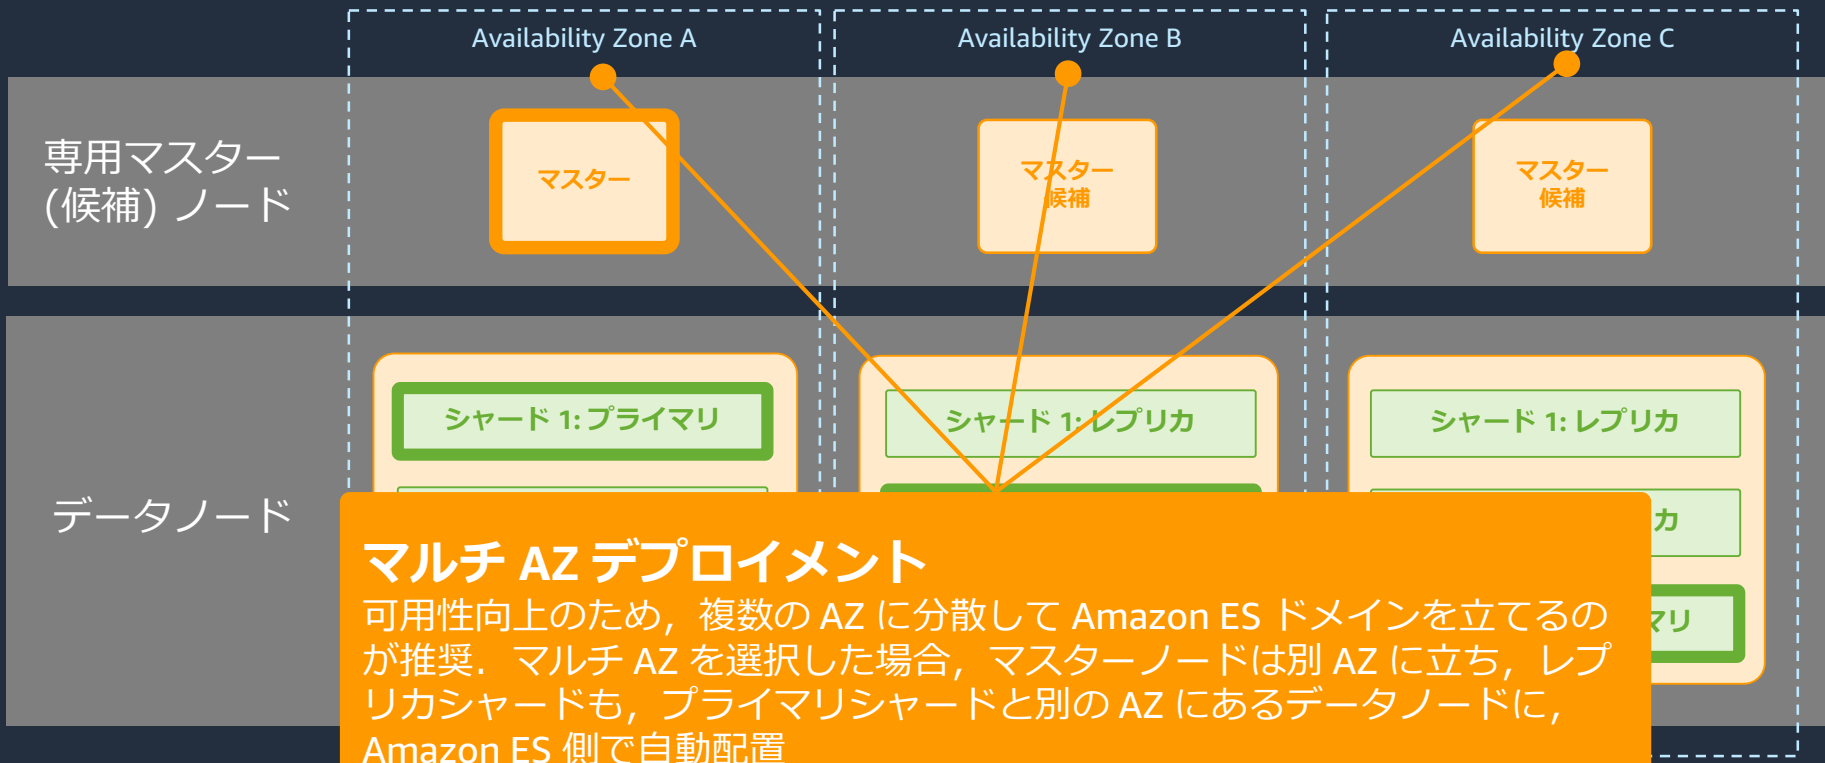 Availability Zone A
Availability Zone B
Availability Zone C
専用マスター
(候補) ノード
マスター
マスター
候補
マスター
候補
データノード
シャード 1: プライマリ
シャード 1: レプリカ
シャード 1: レプリカ
カ
マリ
マルチ AZ デプロイメント
可用性向上のため，複数の AZ に分散して Amazon ES ドメインを立てるの
が推奨．マルチ AZ を選択した場合，マスターノードは別 AZ に立ち，レプ
リカシャードも，プライマリシャードと別の AZ にあるデータノードに，
Amazon ES 側で自動配置